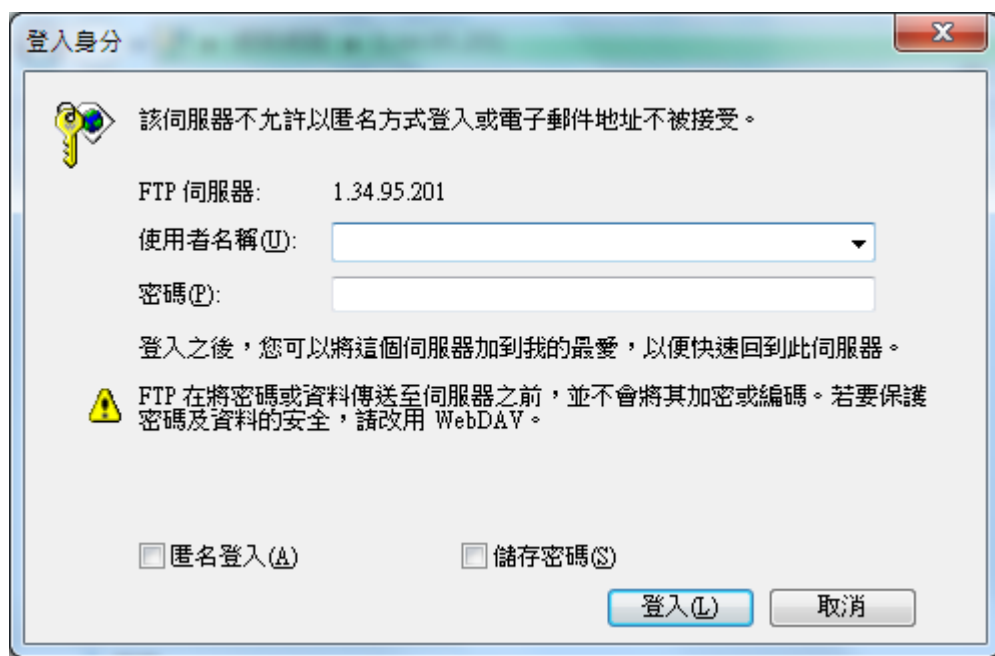 登入身分
該伺服器不允許以匿名方式登入或電子郵件地址不被接受。
FTP 伺服器: 1.34.95.201
使用者名稱(U):
密碼(P):
登入之後，您可以將這個伺服器加到我的最愛，以便快速回到此伺服器。
FTP 在將密碼或資料傳送至伺服器之前，並不會將其加密或編碼。若要保護
密碼及資料的安全，請改用 WebDAV。
匿名登入(A) 儲存密碼(S)
登入(L) 取消